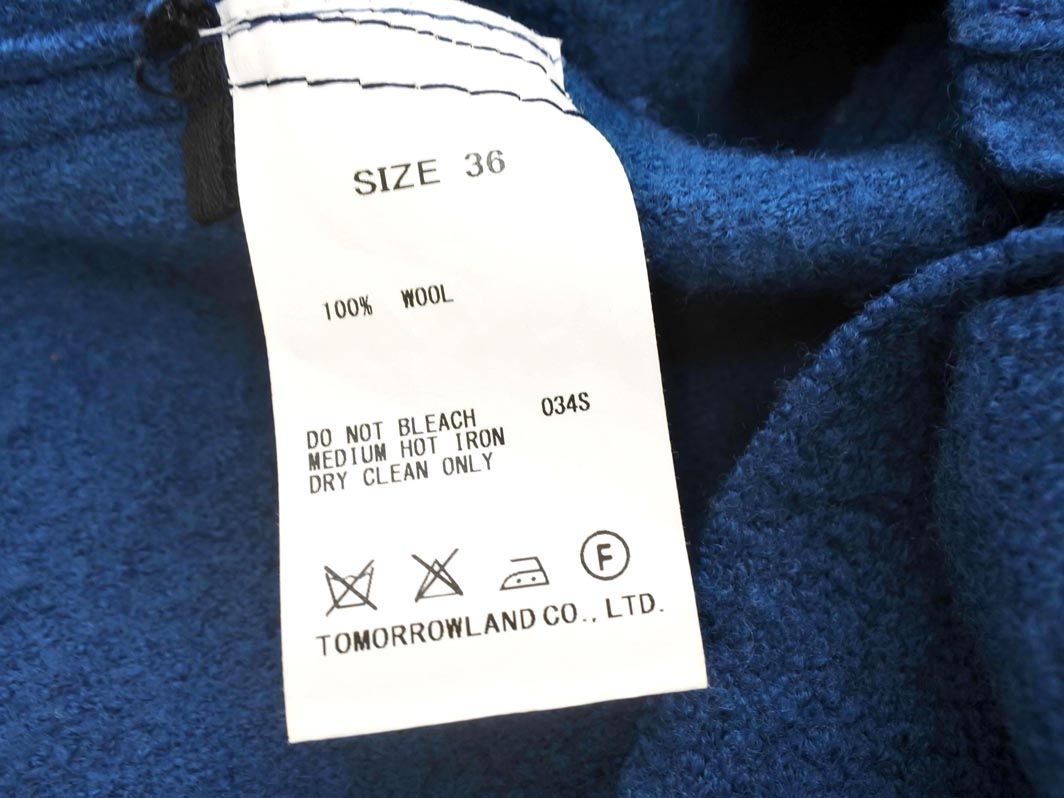 SIZE 36
100% WOOL
034S
DO NOT BLEACH
MEDIUM HOT IRON
DRY CLEAN ONLY
F
TOMORROWLAND CO., LTD.